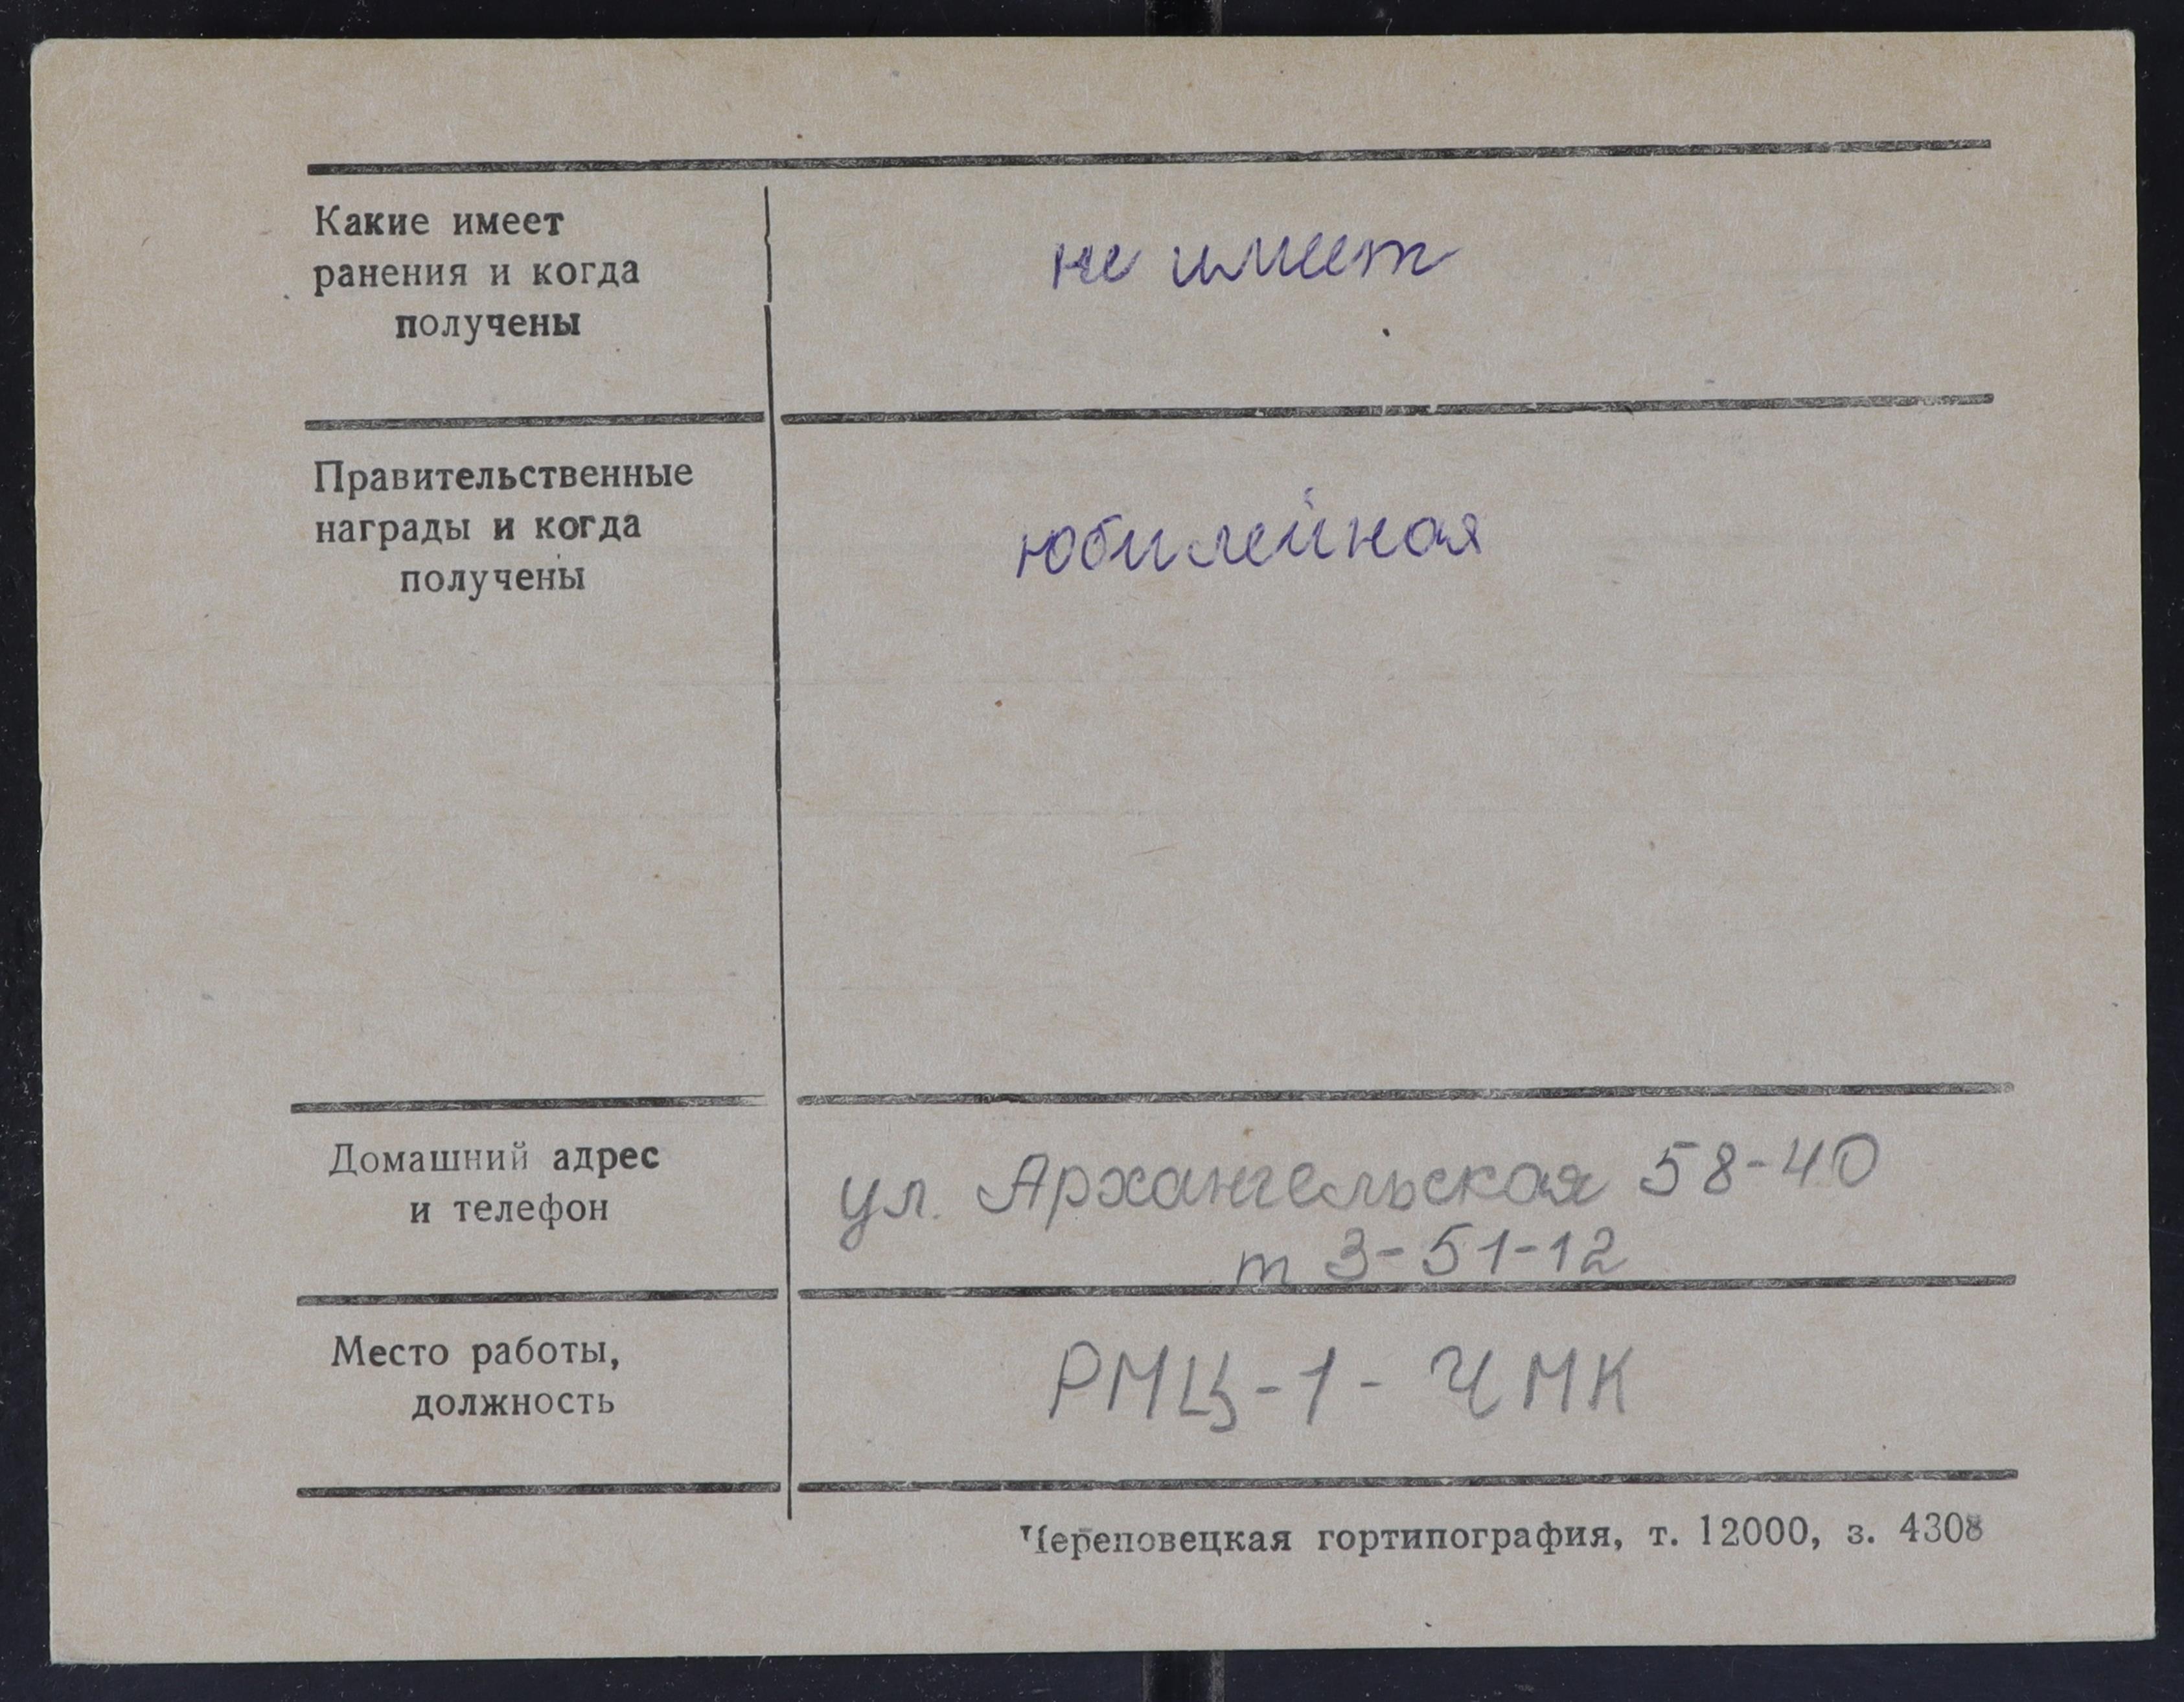 Какие имеет
ранения и когда
получены
не имеет
Правительственные
награды и когда
получены
юбилейная
Домашний адрес
и телефон
ул. Архангельская 58-40
т 3-51-12
Место работы,
должность
РМЦ-1- ЧМК
Череповецкая гортипография, т. 12000, з. 4308